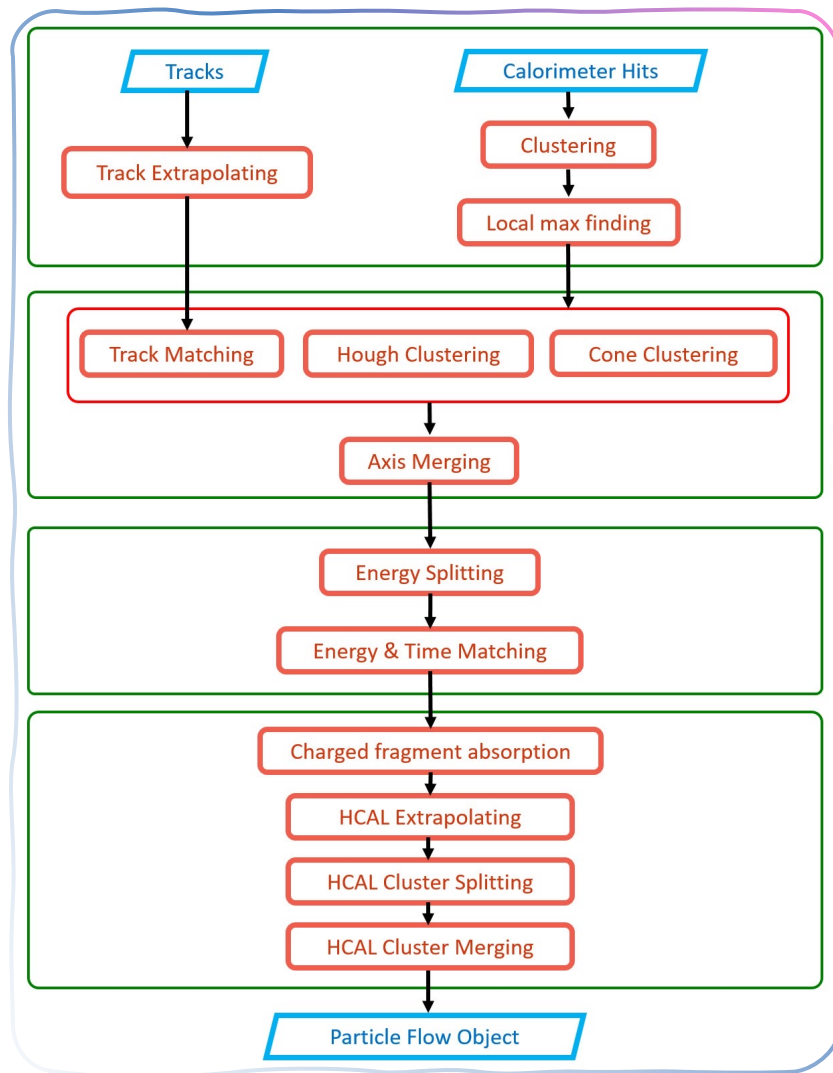 Tracks
Calorimeter Hits
Track Extrapolating
Clustering
Local max finding
Track Matching
Hough Clustering
Cone Clustering
Axis Merging
Energy Splitting
Energy & Time Matching
Charged fragment absorption
HCAL Extrapolating
HCAL Cluster Splitting
HCAL Cluster Merging
Particle Flow Object